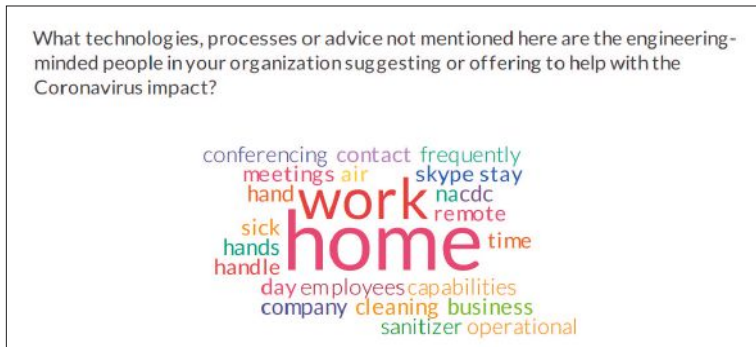 What technologies, processes or advice not mentioned here are the engineering-
minded people in your organization suggesting or offering to help with the
Coronavirus impact?
conferencing contact frequently
meetings air skype stay
hand work nacdc
remote
sick home time
hands
handle
day employees capabilities
company cleaning business
sanitizer operational